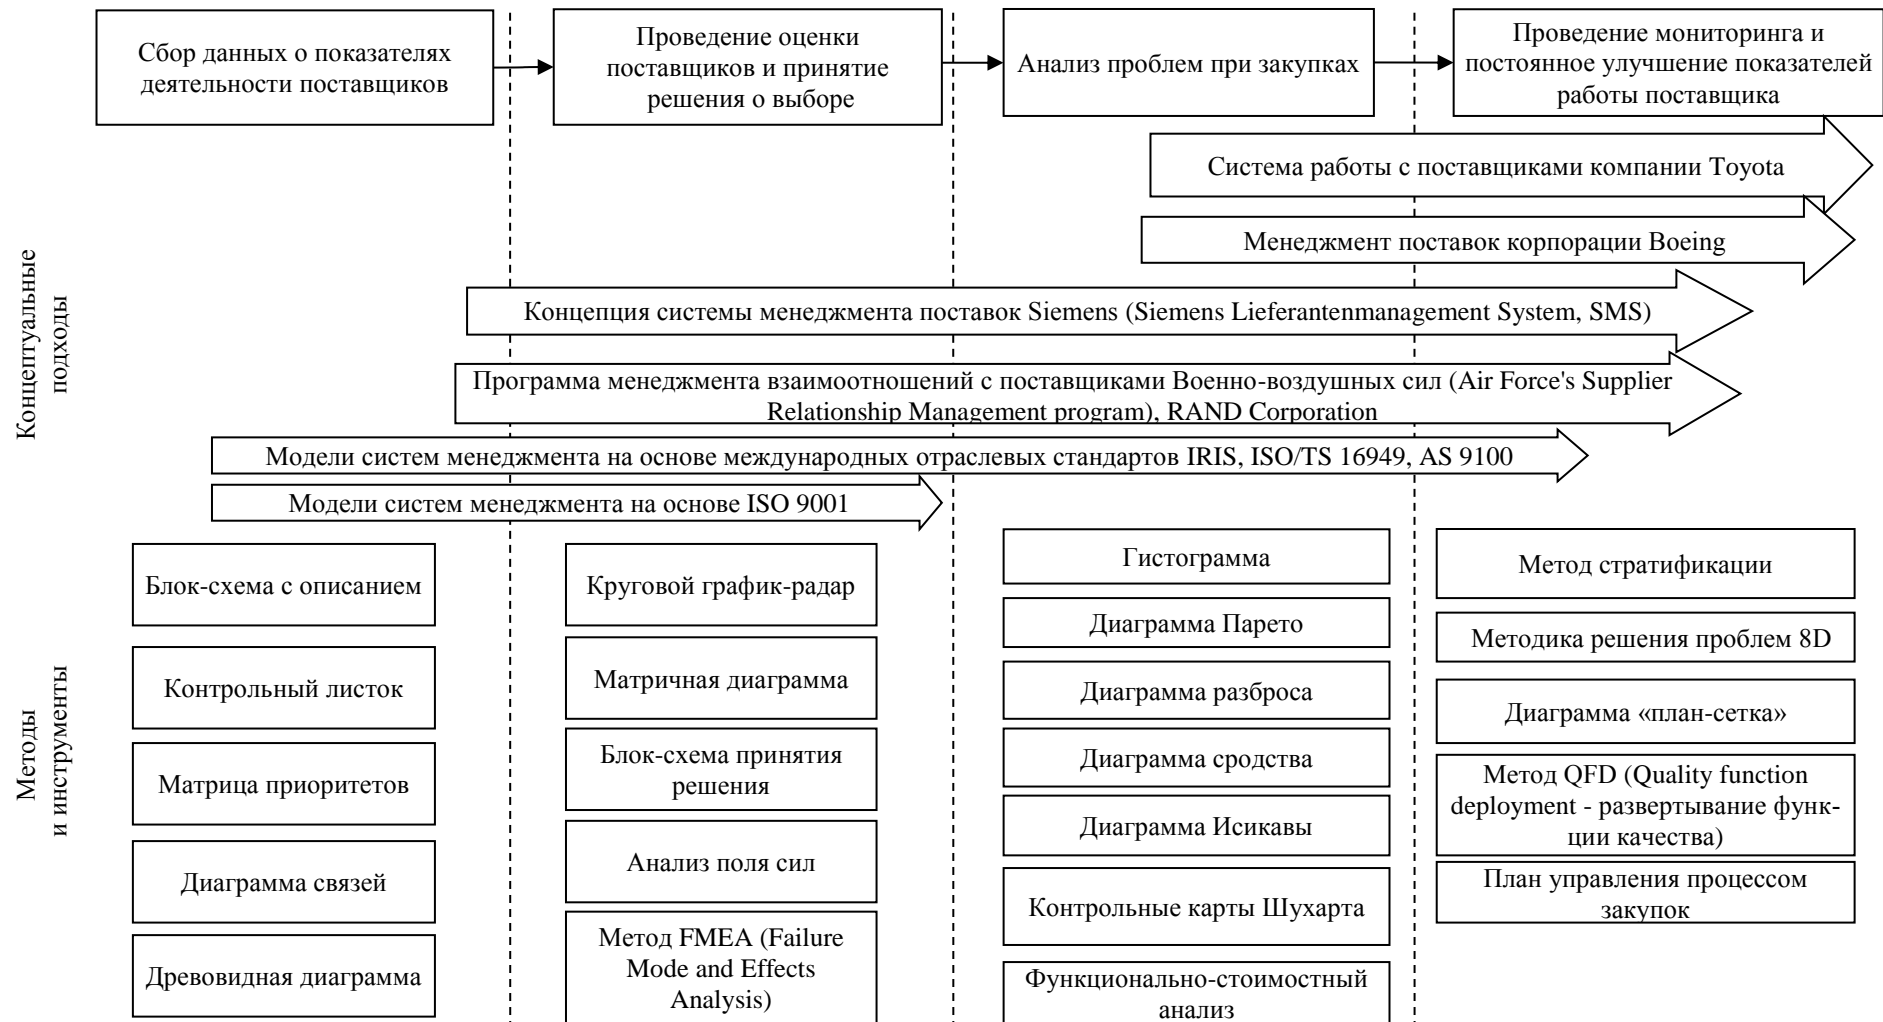 Сбор данных о показателях
деятельности поставщиков
Проведение оценки
поставщиков и принятие
решения о выборе
Анализ проблем при закупках
Проведение мониторинга и
постоянное улучшение показателей
работы поставщика
Концептуальные
подходы
Система работы с поставщиками компании Toyota
Менеджмент поставок корпорации Boeing
Концепция системы менеджмента поставок Siemens (Siemens Lieferantenmanagement System, SMS)
Программа менеджмента взаимоотношений с поставщиками Военно-воздушных сил (Air Force's Supplier
Relationship Management program), RAND Corporation
Модели систем менеджмента на основе международных отраслевых стандартов IRIS, ISO/TS 16949, AS 9100
Модели систем менеджмента на основе ISO 9001
Методы
и инструменты
Блок-схема с описанием
Контрольный листок
Матрица приоритетов
Диаграмма связей
Древовидная диаграмма
Круговой график-радар
Матричная диаграмма
Блок-схема принятия
решения
Анализ поля сил
Метод FMEA (Failure
Mode and Effects
Analysis)
Гистограмма
Диаграмма Парето
Диаграмма разброса
Диаграмма сродства
Диаграмма Исикавы
Контрольные карты Шухарта
Функционально-стоимостный
анализ
Метод стратификации
Методика решения проблем 8D
Диаграмма «план-сетка»
Метод QFD (Quality function
deployment - развертывание функ-
ции качества)
План управления процессом
закупок